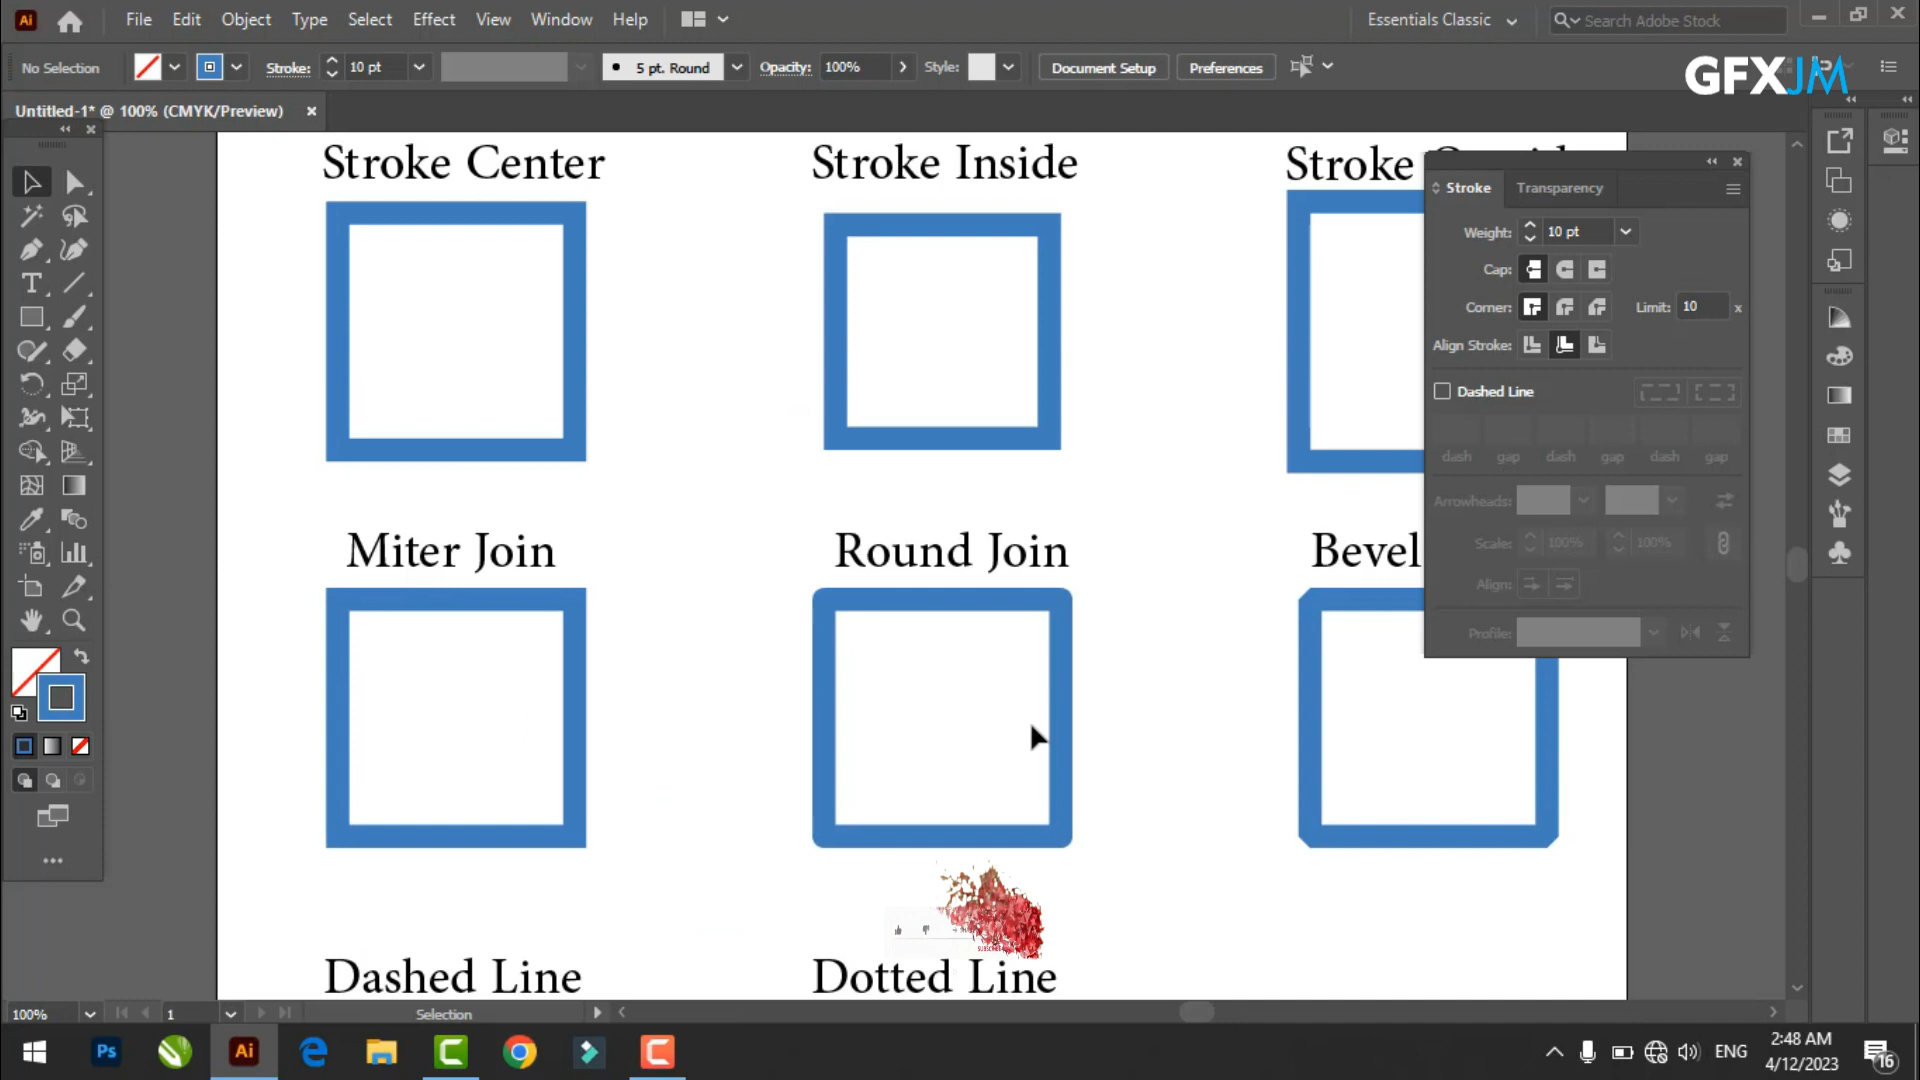 Ai File Edit Object Type Select Effect View Window Help Essentials Classic Search Adobe Stock
No Selection Stroke: 10 pt 5 pt. Round Opacity: 100% Style: Document Setup Preferences
GFXJM
Untitled-1* @ 100% (CMYK/Preview)
Stroke Center Stroke Inside Stroke
Stroke Transparency
Weight: 10 pt
Cap:
Corner: Limit: 10 x
Align Stroke:
Dashed Line
dash gap dash gap dash gap
Arrowheads:
Scale: 100% 100%
Align:
Profile:
Miter Join Round Join Bevel
SUBSCRIBE
Dashed Line Dotted Line
100% 1 Selection
Ps Ai ENG 2:48 AM
4/12/2023 16